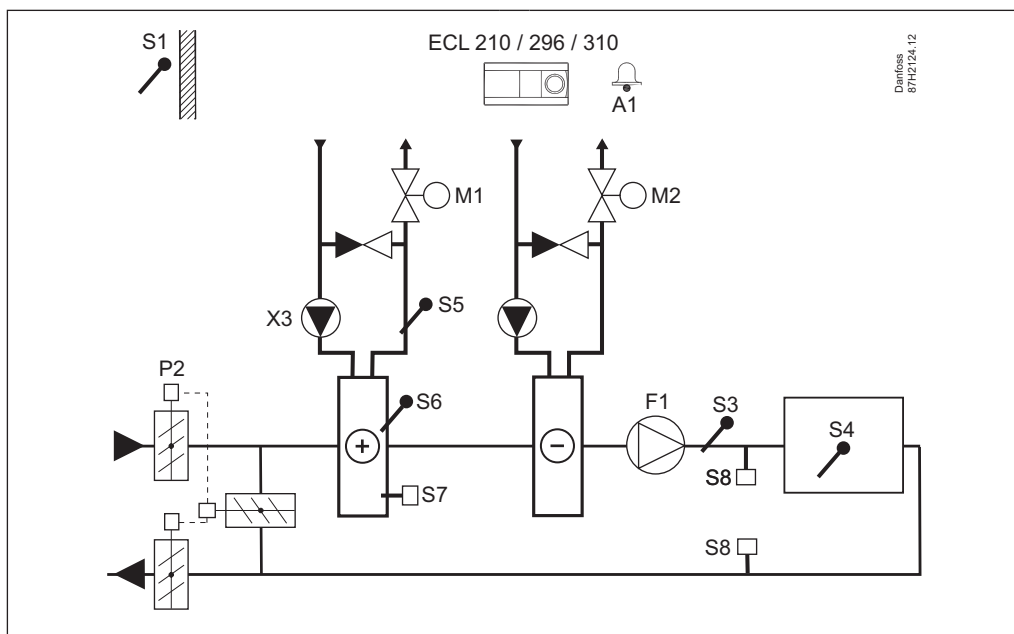 S1
ECL 210 / 296 / 310
A1
Danfoss
87H2124.12
M1
M2
X3
S5
P2
S6
F1
S3
S4
+
−
S7
S8
S8